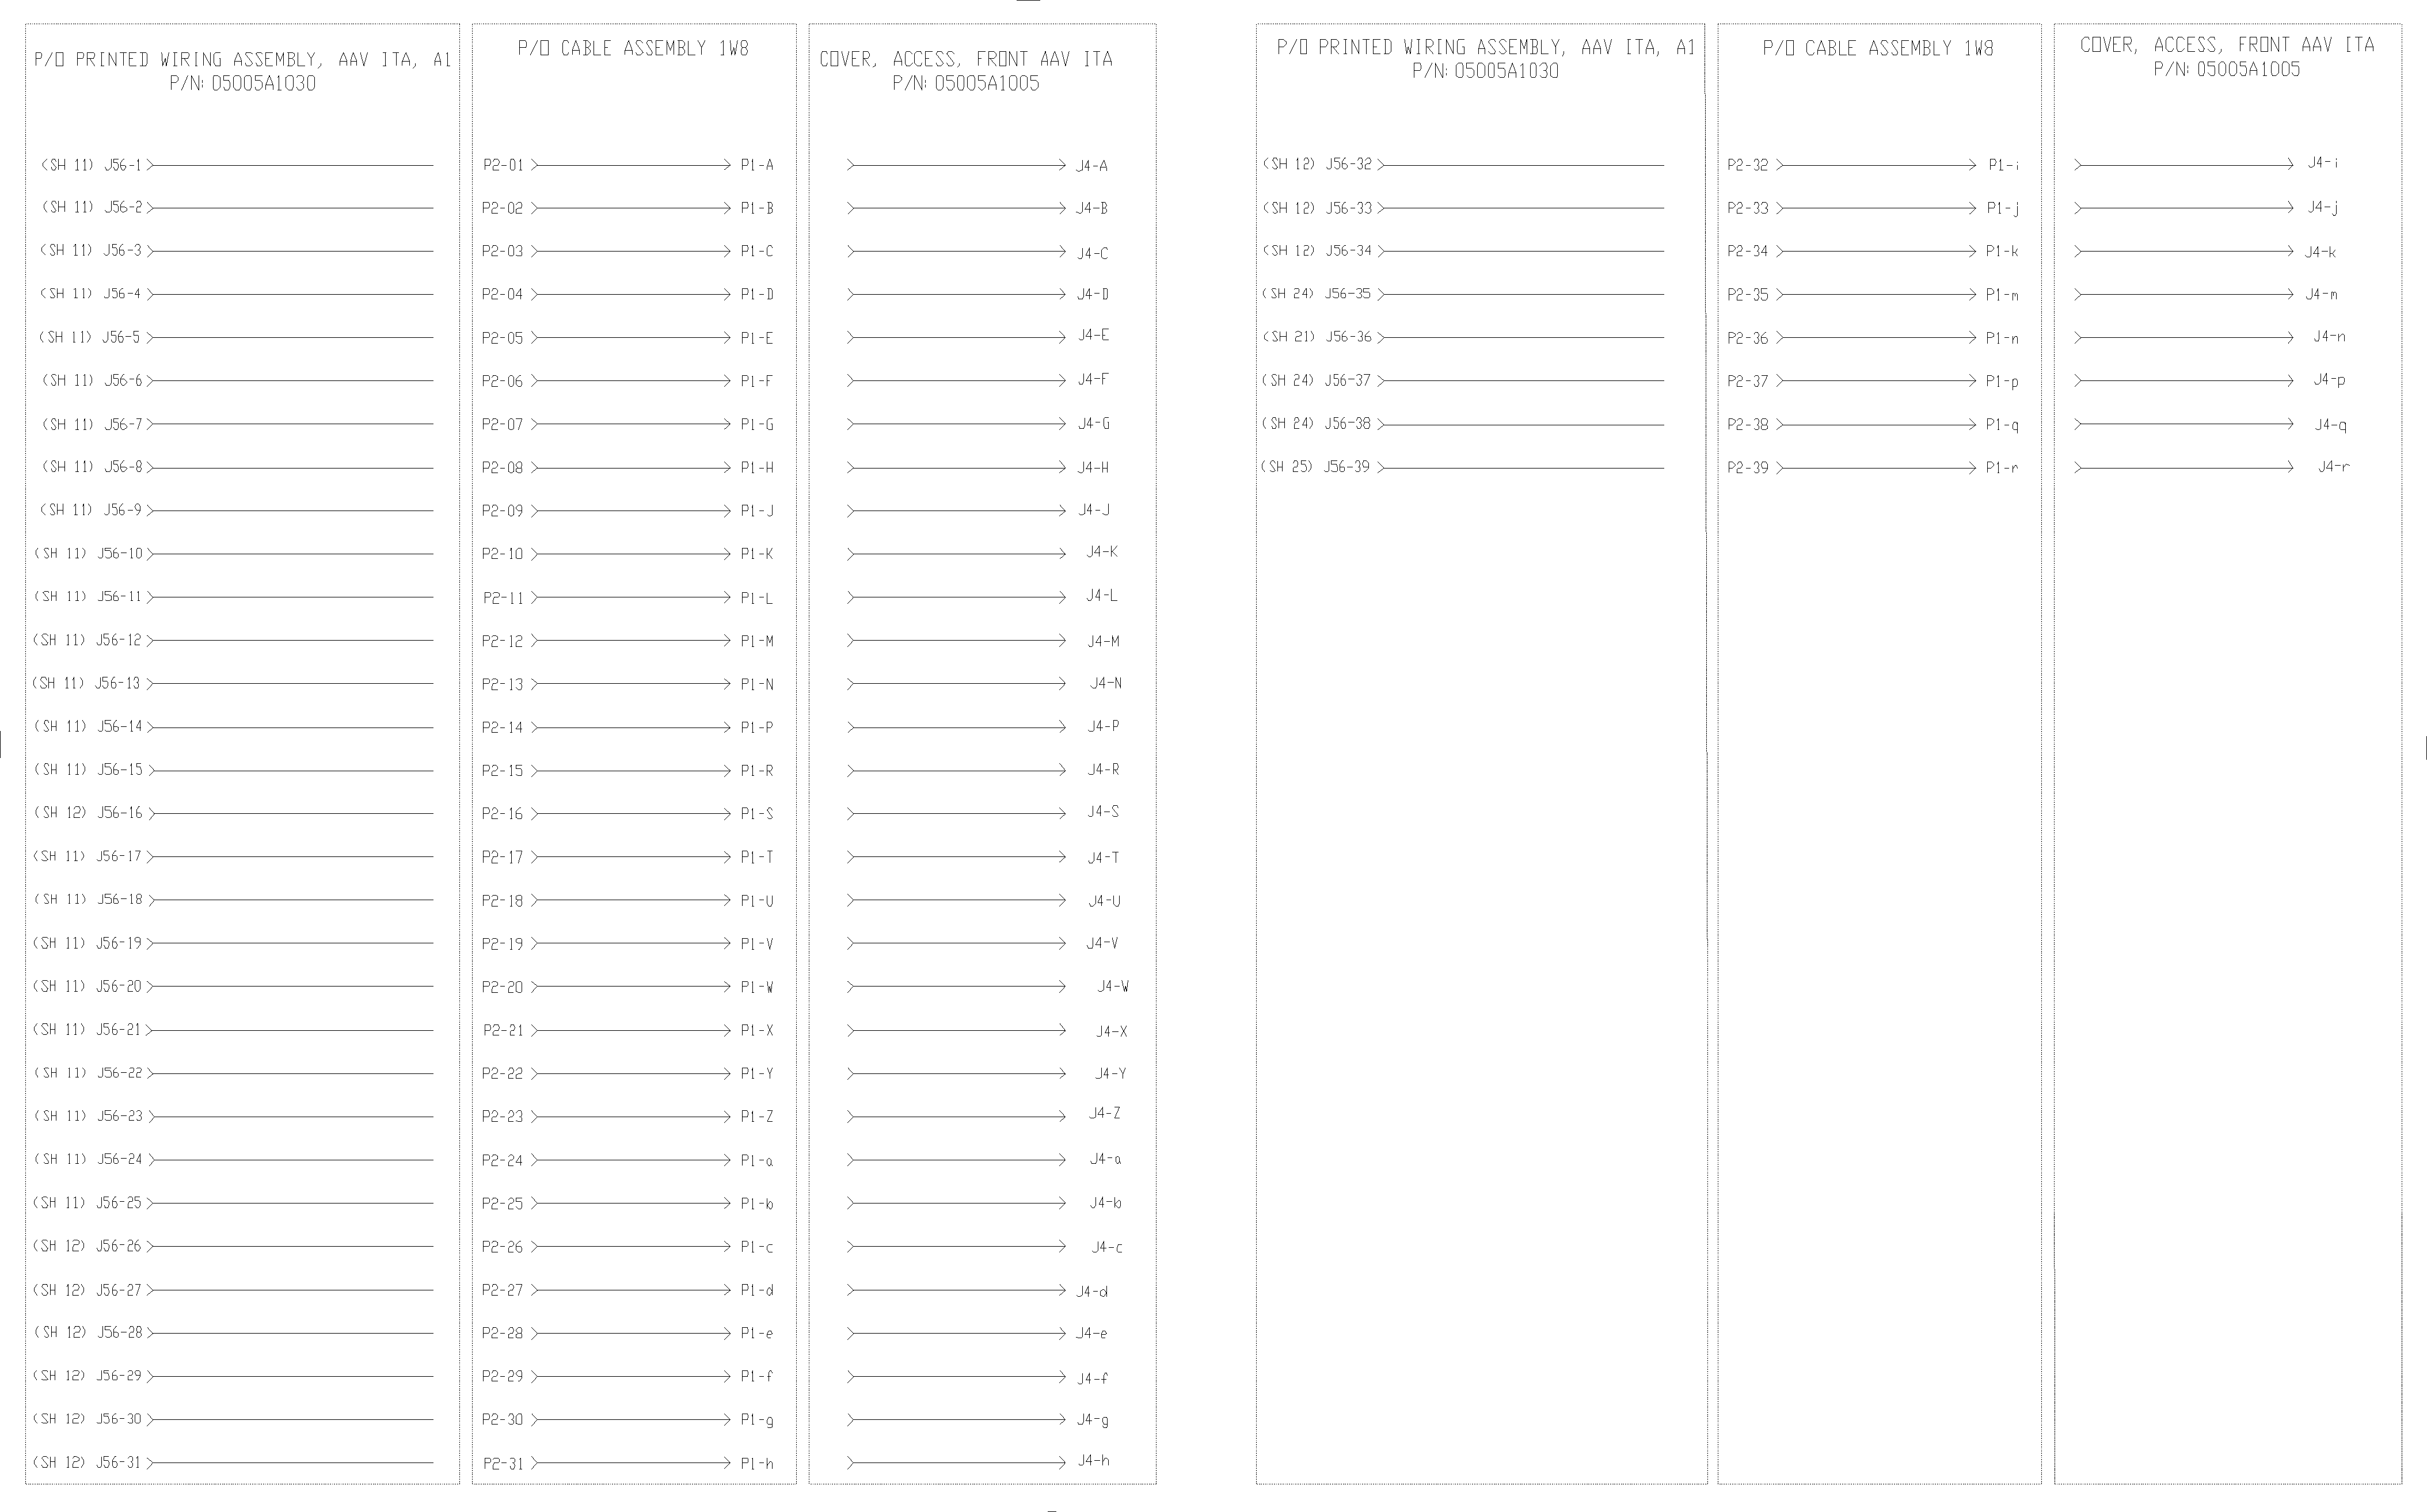 P/O PRINTED WIRING ASSEMBLY, AAV ITA, A1
P/N: 05005A1030
P/O CABLE ASSEMBLY 1W8
COVER, ACCESS, FRONT AAV ITA
P/N: 05005A1005
(SH 11) J56-1 P2-01 P1-A J4-A
(SH 11) J56-2 P2-02 P1-B J4-B
(SH 11) J56-3 P2-03 P1-C J4-C
(SH 11) J56-4 P2-04 P1-D J4-D
(SH 11) J56-5 P2-05 P1-E J4-E
(SH 11) J56-6 P2-06 P1-F J4-F
(SH 11) J56-7 P2-07 P1-G J4-G
(SH 11) J56-8 P2-08 P1-H J4-H
(SH 11) J56-9 P2-09 P1-J J4-J
(SH 11) J56-10 P2-10 P1-K J4-K
(SH 11) J56-11 P2-11 P1-L J4-L
(SH 11) J56-12 P2-12 P1-M J4-M
(SH 11) J56-13 P2-13 P1-N J4-N
(SH 11) J56-14 P2-14 P1-P J4-P
(SH 11) J56-15 P2-15 P1-R J4-R
(SH 12) J56-16 P2-16 P1-S J4-S
(SH 11) J56-17 P2-17 P1-T J4-T
(SH 11) J56-18 P2-18 P1-U J4-U
(SH 11) J56-19 P2-19 P1-V J4-V
(SH 11) J56-20 P2-20 P1-W J4-W
(SH 11) J56-21 P2-21 P1-X J4-X
(SH 11) J56-22 P2-22 P1-Y J4-Y
(SH 11) J56-23 P2-23 P1-Z J4-Z
(SH 11) J56-24 P2-24 P1-a J4-a
(SH 11) J56-25 P2-25 P1-b J4-b
(SH 12) J56-26 P2-26 P1-c J4-c
(SH 12) J56-27 P2-27 P1-d J4-d
(SH 12) J56-28 P2-28 P1-e J4-e
(SH 12) J56-29 P2-29 P1-f J4-f
(SH 12) J56-30 P2-30 P1-g J4-g
(SH 12) J56-31 P2-31 P1-h J4-h
P/O PRINTED WIRING ASSEMBLY, AAV ITA, A1
P/N: 05005A1030
P/O CABLE ASSEMBLY 1W8
COVER, ACCESS, FRONT AAV ITA
P/N: 05005A1005
(SH 12) J56-32 P2-32 P1-i J4-i
(SH 12) J56-33 P2-33 P1-j J4-j
(SH 12) J56-34 P2-34 P1-k J4-k
(SH 24) J56-35 P2-35 P1-m J4-m
(SH 21) J56-36 P2-36 P1-n J4-n
(SH 24) J56-37 P2-37 P1-p J4-p
(SH 24) J56-38 P2-38 P1-q J4-q
(SH 25) J56-39 P2-39 P1-r J4-r